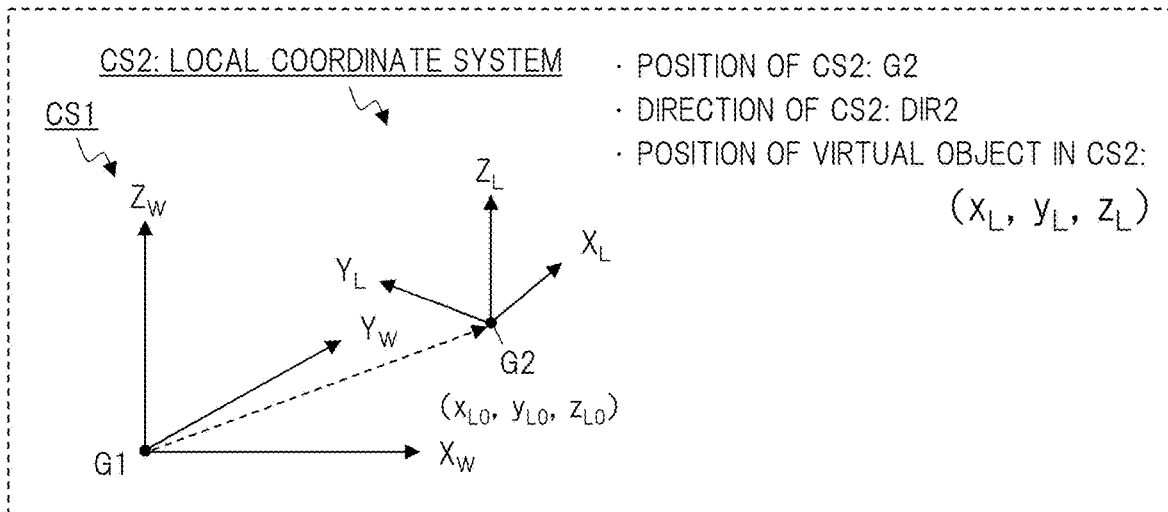 CS2: LOCAL COORDINATE SYSTEM
CS1
· POSITION OF CS2: G2
· DIRECTION OF CS2: DIR2
· POSITION OF VIRTUAL OBJECT IN CS2:
(xL, yL, zL)
ZW
ZL
XL
YL
YW
G2
(xL0, yL0, zL0)
G1
XW